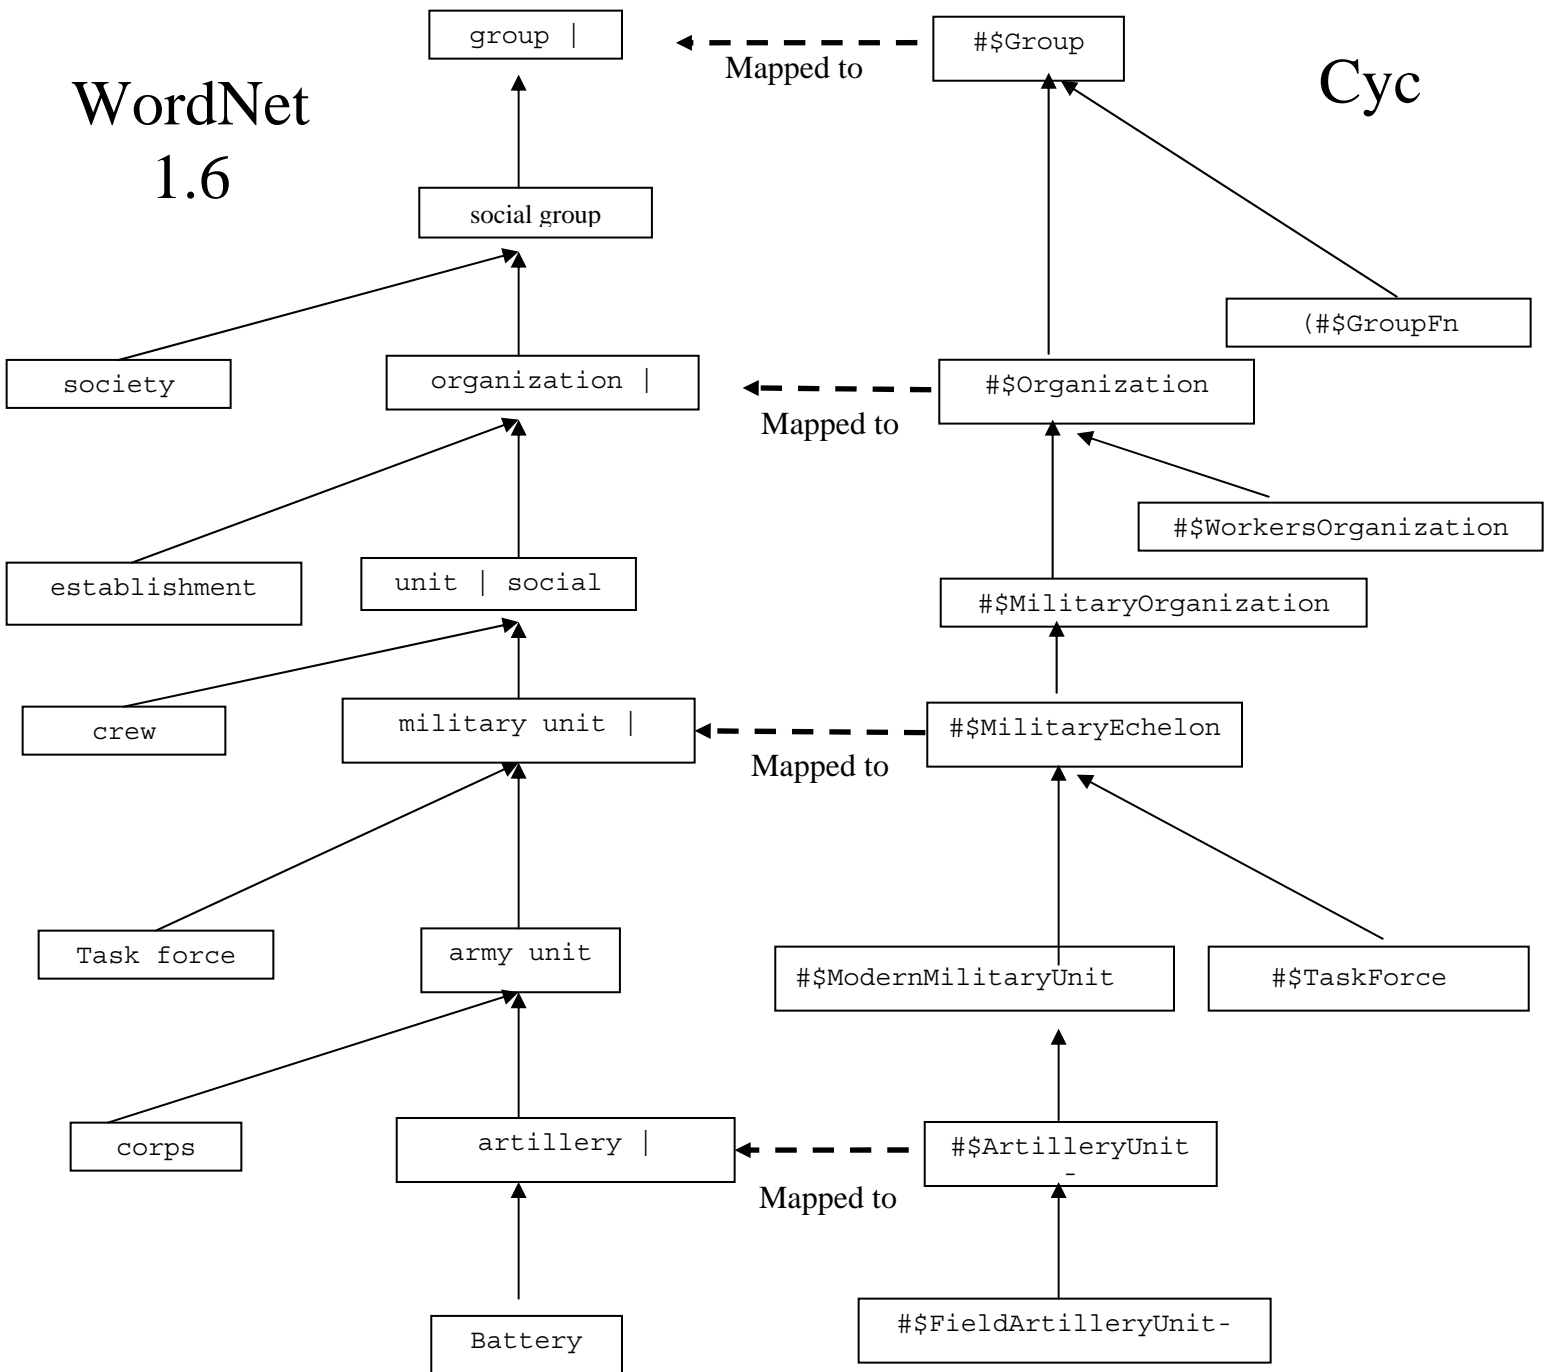 group |
#$Group
Mapped to
WordNet
1.6
Cyc
social group
(#$GroupFn
society
organization |
#$Organization
Mapped to
#$WorkersOrganization
establishment
unit | social
#$MilitaryOrganization
crew
military unit |
#$MilitaryEchelon
Mapped to
Task force
army unit
#$ModernMilitaryUnit
#$TaskForce
corps
artillery |
#$ArtilleryUnit
-
Mapped to
Battery
#$FieldArtilleryUnit-